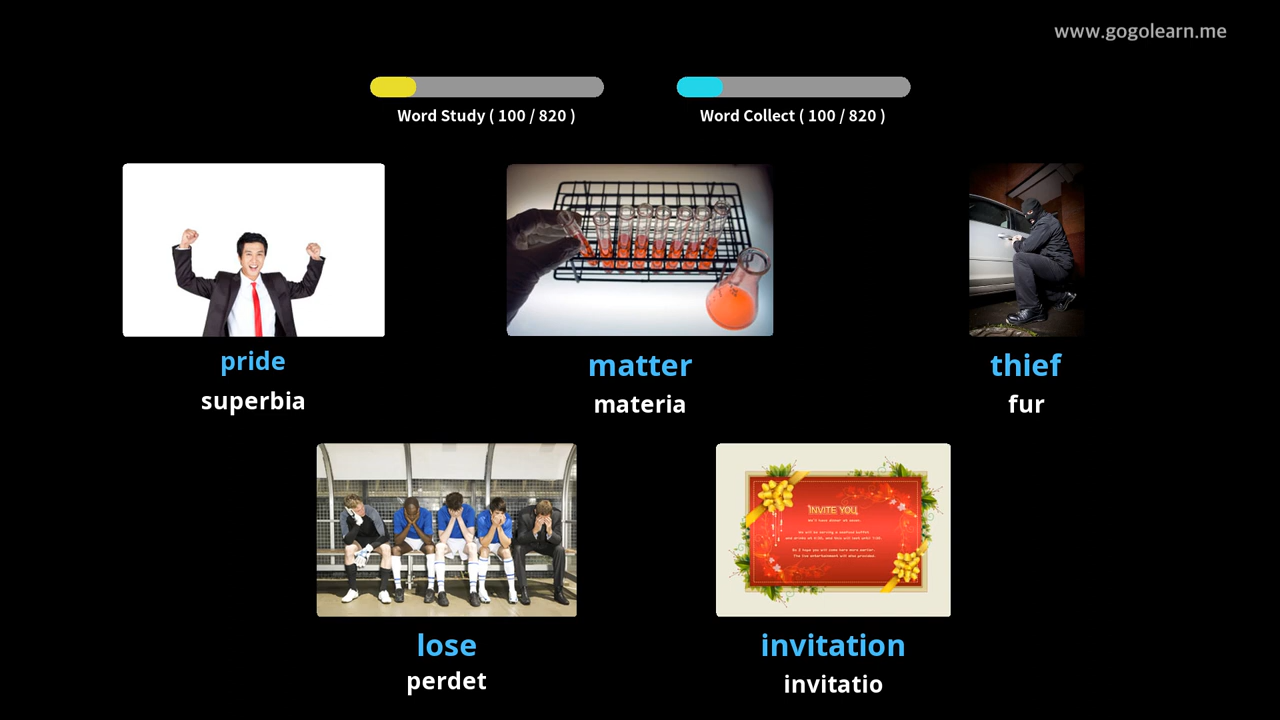 www.gogolearn.me
Word Study ( 100 / 820 )
Word Collect ( 100 / 820 )
pride
superbia
matter
materia
thief
fur
INVITE YOU
lose
perdet
invitation
invitatio